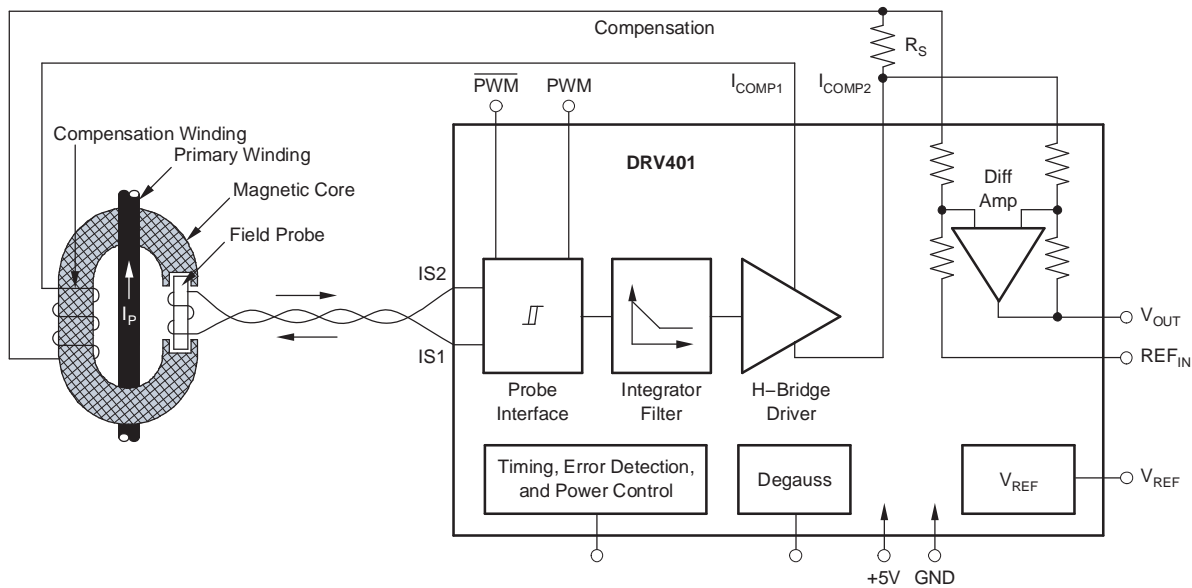 Compensation
R_S
PWM PWM
I_COMP1 I_COMP2
Compensation Winding
Primary Winding
Magnetic Core
Field Probe
DRV401
Diff
Amp
I_P
IS2
IS1
V_OUT
REF_IN
Probe
Interface
Integrator
Filter
H–Bridge
Driver
Timing, Error Detection,
and Power Control
Degauss
V_REF
V_REF
+5V GND